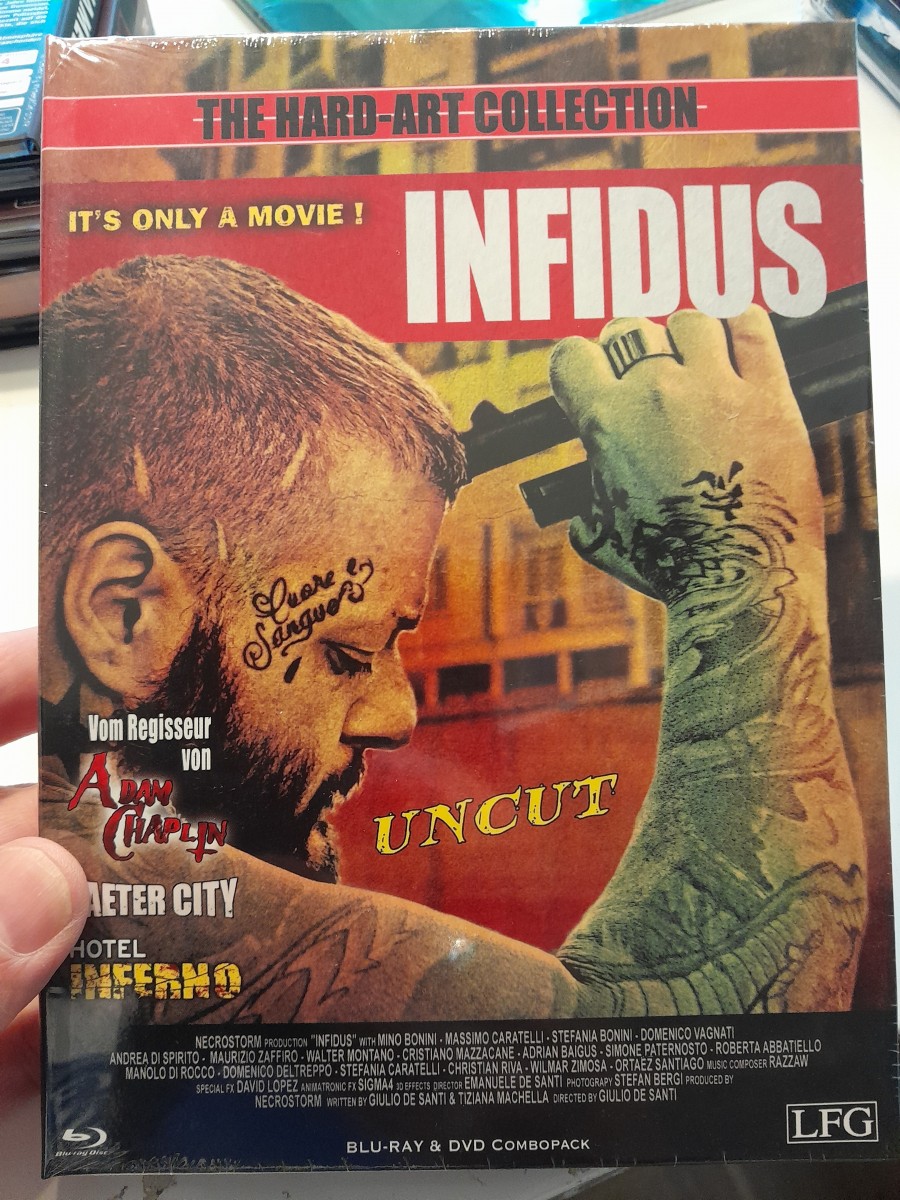 THE HARD-ART COLLECTION
IT'S ONLY A MOVIE !
INFIDUS
Cuore e
Sangue
Vom Regisseur
von
ADAM
CHAPLIN
AETER CITY
HOTEL
INFERNO
UNCUT
NECROSTORM PRODUCTION "INFIDUS" WITH MINO BONINI - MASSIMO CARATELLI - STEFANIA BONINI - DOMENICO VAGNATI
ANDREA DI SPIRITO - MAURIZIO ZAFFIRO - WALTER MONTANO - CRISTIANO MAZZACANE - ADRIAN BAIGUS - SIMONE PATERNOSTO - ROBERTA ABBATIELLO
MANOLO DI ROCCO - DOMENICO DELTREPPO - STEFANIA CARATELLI - CHRISTIAN RIVA - WILMAR ZIMOSA - ORTAEZ SANTIAGO MUSIC COMPOSER RAZZAW
SPECIAL FX DAVID LOPEZ ANIMATRONIC FX SIGMA4 3D EFFECTS DIRECTOR EMANUELE DE SANTI PHOTOGRAPY STEFAN BERGI PRODUCED BY
NECROSTORM WRITTEN BY GIULIO DE SANTI & TIZIANA MACHELLA DIRECTED BY GIULIO DE SANTI
Blu-ray Disc
BLU-RAY & DVD COMBOPACK
LFG